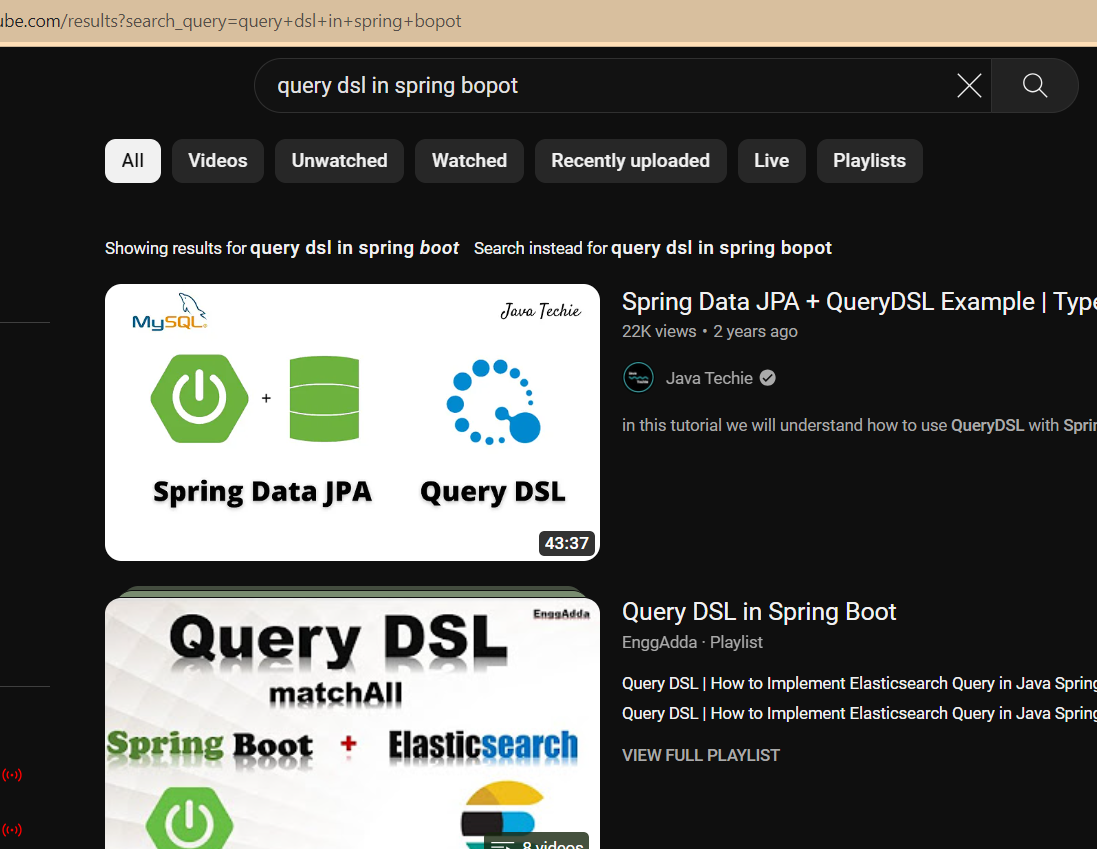 ube.com/results?search_query=query+dsl+in+spring+bopot
query dsl in spring bopot
All Videos Unwatched Watched Recently uploaded Live Playlists
Showing results for query dsl in spring boot Search instead for query dsl in spring bopot
MySQL
Java Techie
+
Spring Data JPA Query DSL
43:37
Spring Data JPA + QueryDSL Example | Type
22K views • 2 years ago
Java Techie
in this tutorial we will understand how to use QueryDSL with Sprin
EnggAdda
Query DSL
matchAll
Spring Boot + Elasticsearch
8 videos
Query DSL in Spring Boot
EnggAdda · Playlist
Query DSL | How to Implement Elasticsearch Query in Java Spring
Query DSL | How to Implement Elasticsearch Query in Java Spring
VIEW FULL PLAYLIST